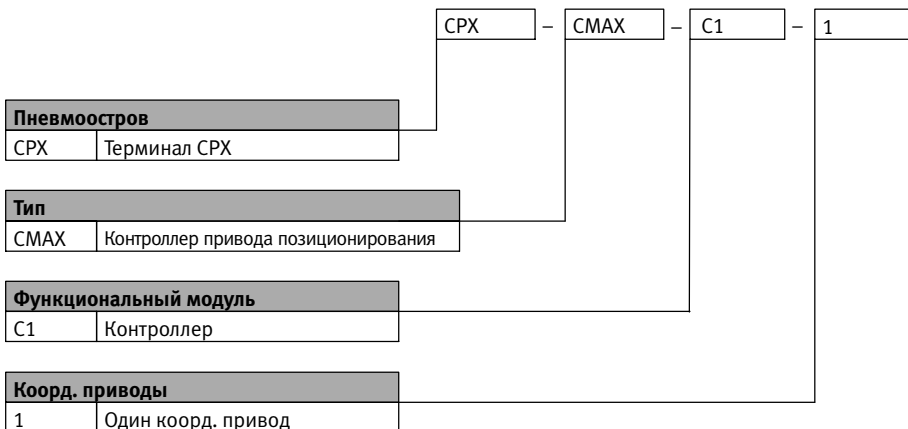 CPX – CMAX – C1 – 1
Пневмоостров
CPX Терминал CPX
Тип
CMAX Контроллер привода позиционирования
Функциональный модуль
C1 Контроллер
Коорд. приводы
1 Один коорд. привод